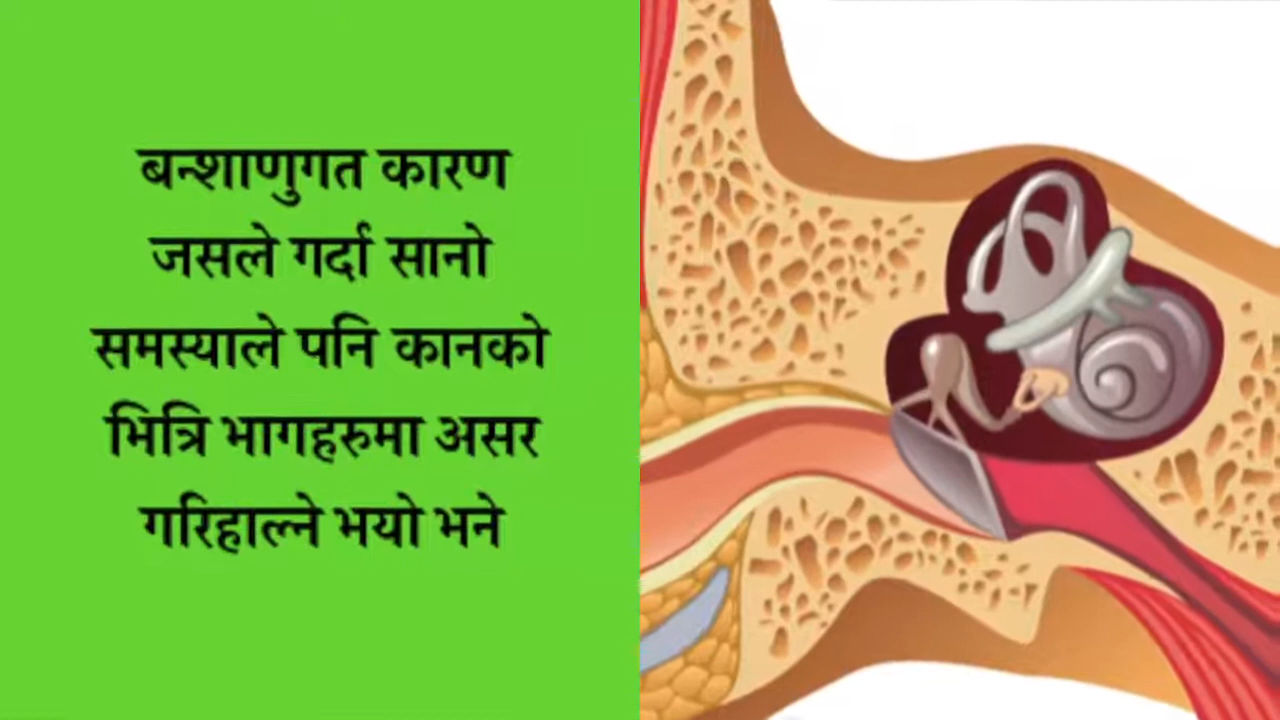 बन्शाणुगत कारण
जसले गर्दा सानो
समस्याले पनि कानको
भित्रि भागहरुमा असर
गरिहाल्ने भयो भने